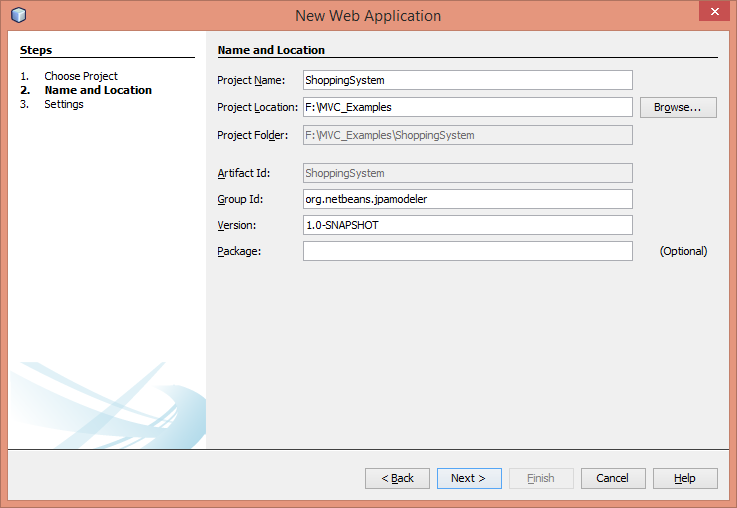 New Web Application
Steps
1. Choose Project
2. Name and Location
3. Settings
Name and Location
Project Name: ShoppingSystem
Project Location: F:\MVC_Examples Browse...
Project Folder: F:\MVC_Examples\ShoppingSystem
Artifact Id: ShoppingSystem
Group Id: org.netbeans.jpamodeler
Version: 1.0-SNAPSHOT
Package: (Optional)
< Back Next > Finish Cancel Help